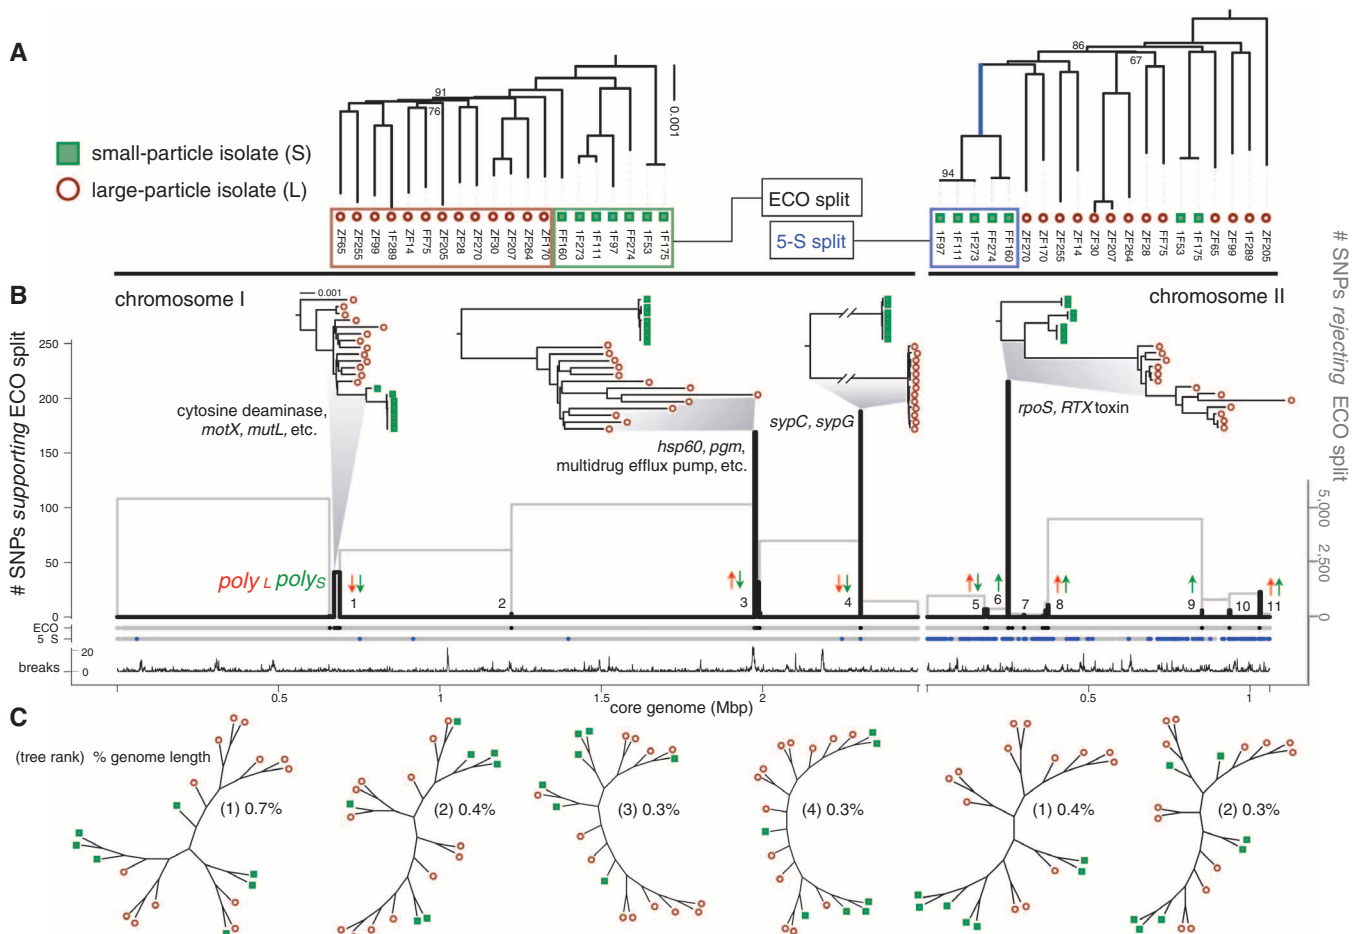 A
small-particle isolate (S)
large-particle isolate (L)
91
76
0.001
86
67
94
ECO split
5-S split
ZF65
ZF255
ZF99
1F289
ZF14
FF75
ZF205
ZF28
ZF270
ZF30
ZF207
ZF264
ZF170
FF160
1F273
1F111
1F97
FF274
1F53
1F175
1F97
1F111
1F273
FF274
FF160
ZF270
ZF170
ZF255
ZF14
ZF30
ZF207
ZF264
ZF28
FF75
1F53
1F175
ZF65
ZF99
1F289
ZF205
B
chromosome I
chromosome II
0.001
# SNPs supporting ECO split
# SNPs rejecting ECO split
250
200
150
100
50
0
5,000
2,500
0
cytosine deaminase,
motX, mutL, etc.
hsp60, pgm,
multidrug efflux pump, etc.
sypC, sypG
rpoS, RTX toxin
poly L poly S
1
2
3
4
5
6
7
8
9
10
11
ECO
5 S
breaks
20
0
0.5
1
1.5
2
0.5
1
core genome (Mbp)
C
(tree rank) % genome length
(1) 0.7%
(2) 0.4%
(3) 0.3%
(4) 0.3%
(1) 0.4%
(2) 0.3%